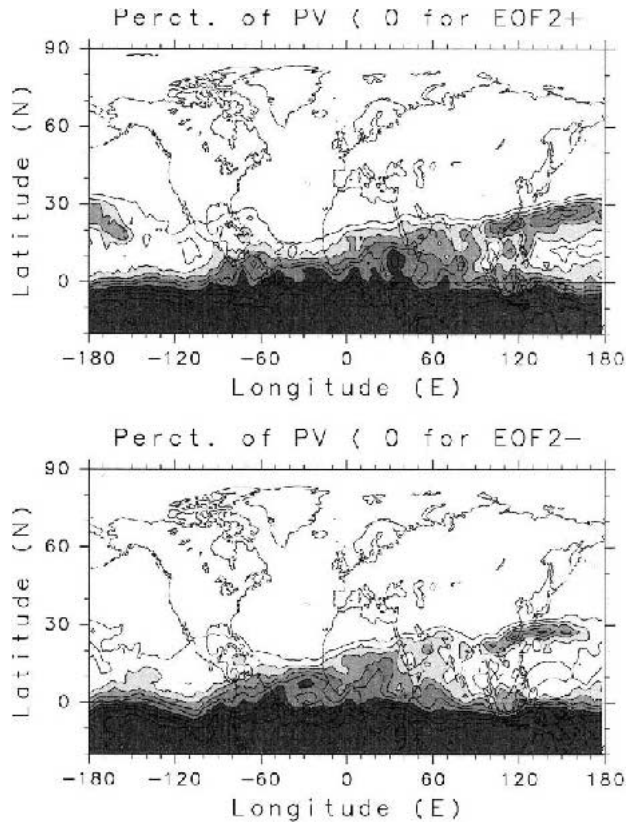 Perct. of PV < 0 for EOF2+
90
60
30
0
Latitude (N)
-180 -120 -60 0 60 120 180
Longitude (E)
Perct. of PV < 0 for EOF2-
90
60
30
0
Latitude (N)
-180 -120 -60 0 60 120 180
Longitude (E)